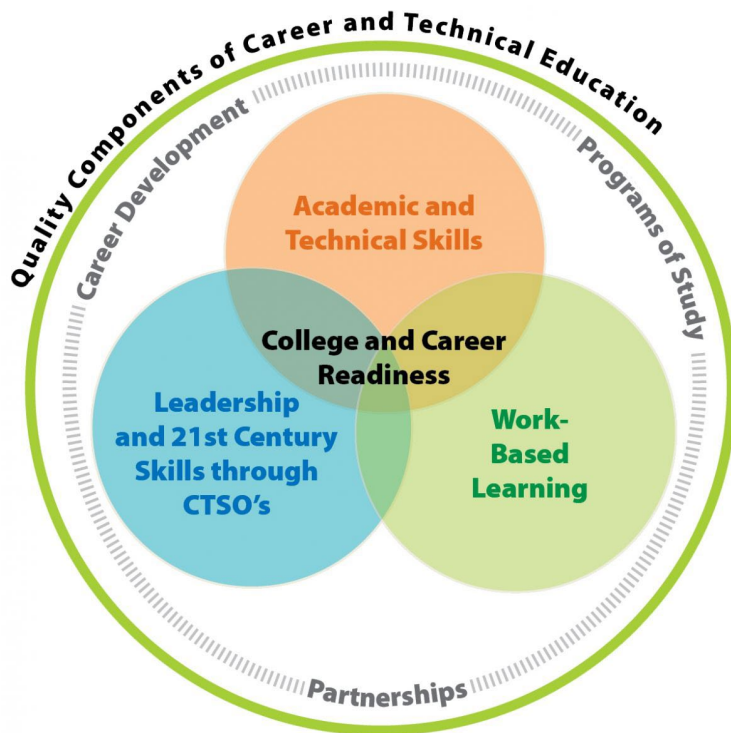 Quality Components of Career and Technical Education
Career Development
Programs of Study
Academic and
Technical Skills
College and Career
Readiness
Leadership
and 21st Century
Skills through
CTSO's
Work-
Based
Learning
Partnerships